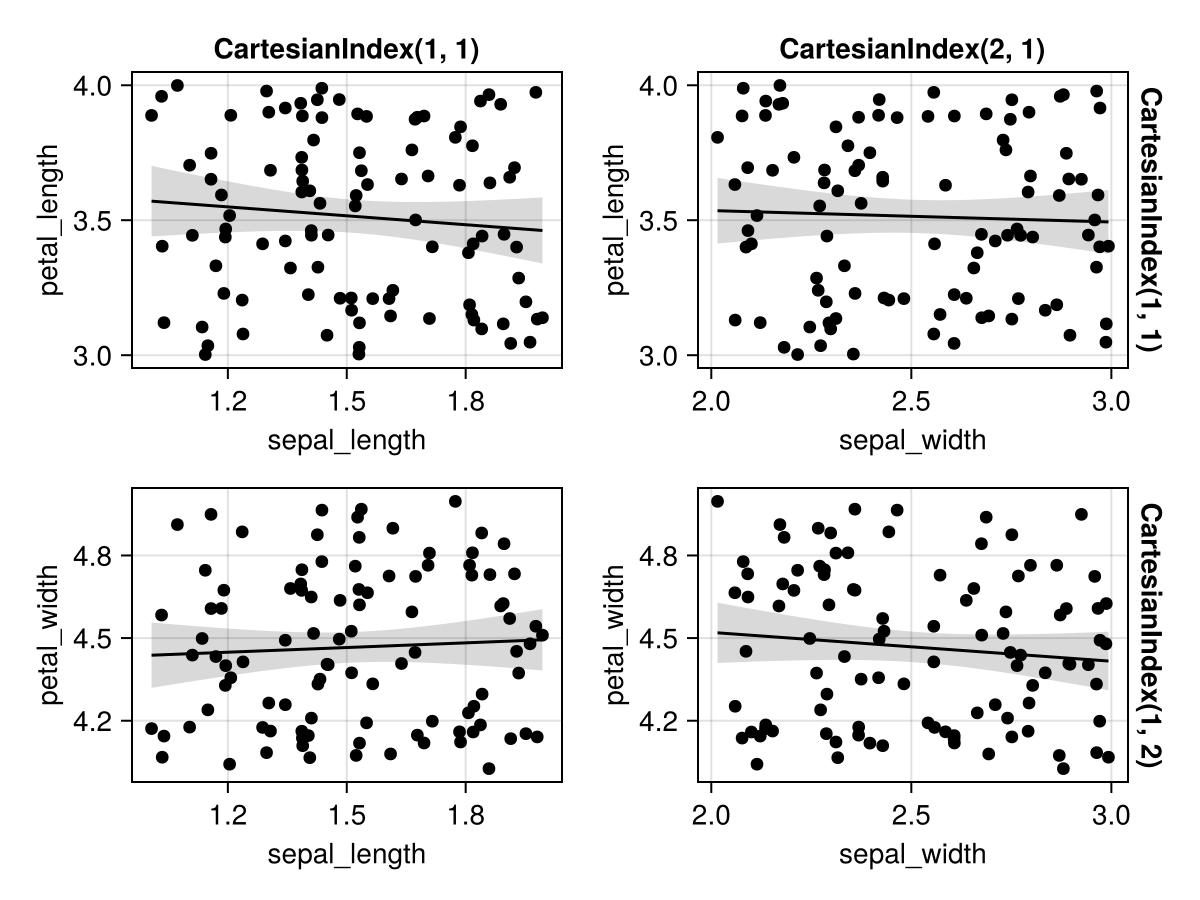 CartesianIndex(1, 1)
CartesianIndex(2, 1)
petal_length
4.0
3.5
3.0
1.2 1.5 1.8
sepal_length
petal_length
4.0
3.5
3.0
2.0 2.5 3.0
sepal_width
CartesianIndex(1, 1)
petal_width
4.8
4.5
4.2
1.2 1.5 1.8
sepal_length
petal_width
4.8
4.5
4.2
2.0 2.5 3.0
sepal_width
CartesianIndex(1, 2)